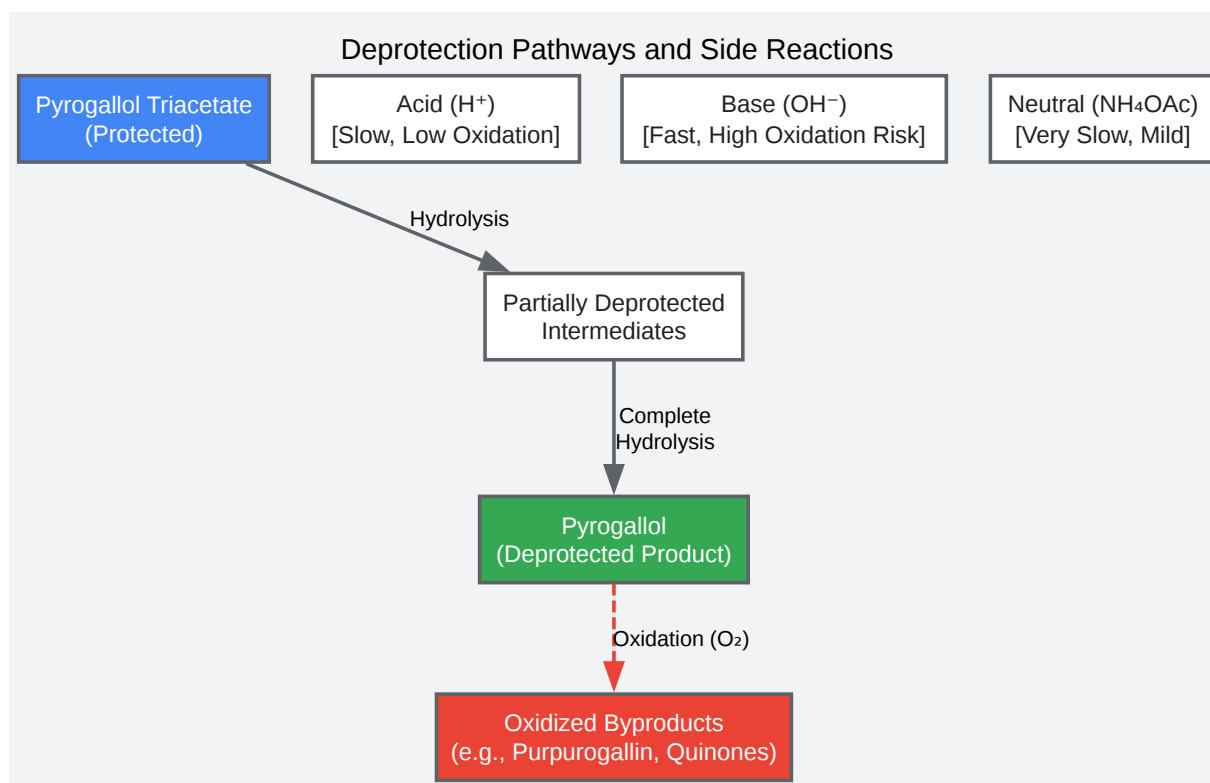 Deprotection Pathways and Side Reactions
Pyrogallol Triacetate
(Protected)
Acid (H⁺)
[Slow, Low Oxidation]
Base (OH⁻)
[Fast, High Oxidation Risk]
Neutral (NH₄OAc)
[Very Slow, Mild]
Hydrolysis
Partially Deprotected
Intermediates
Complete
Hydrolysis
Pyrogallol
(Deprotected Product)
Oxidation (O₂)
Oxidized Byproducts
(e.g., Purpurogallin, Quinones)